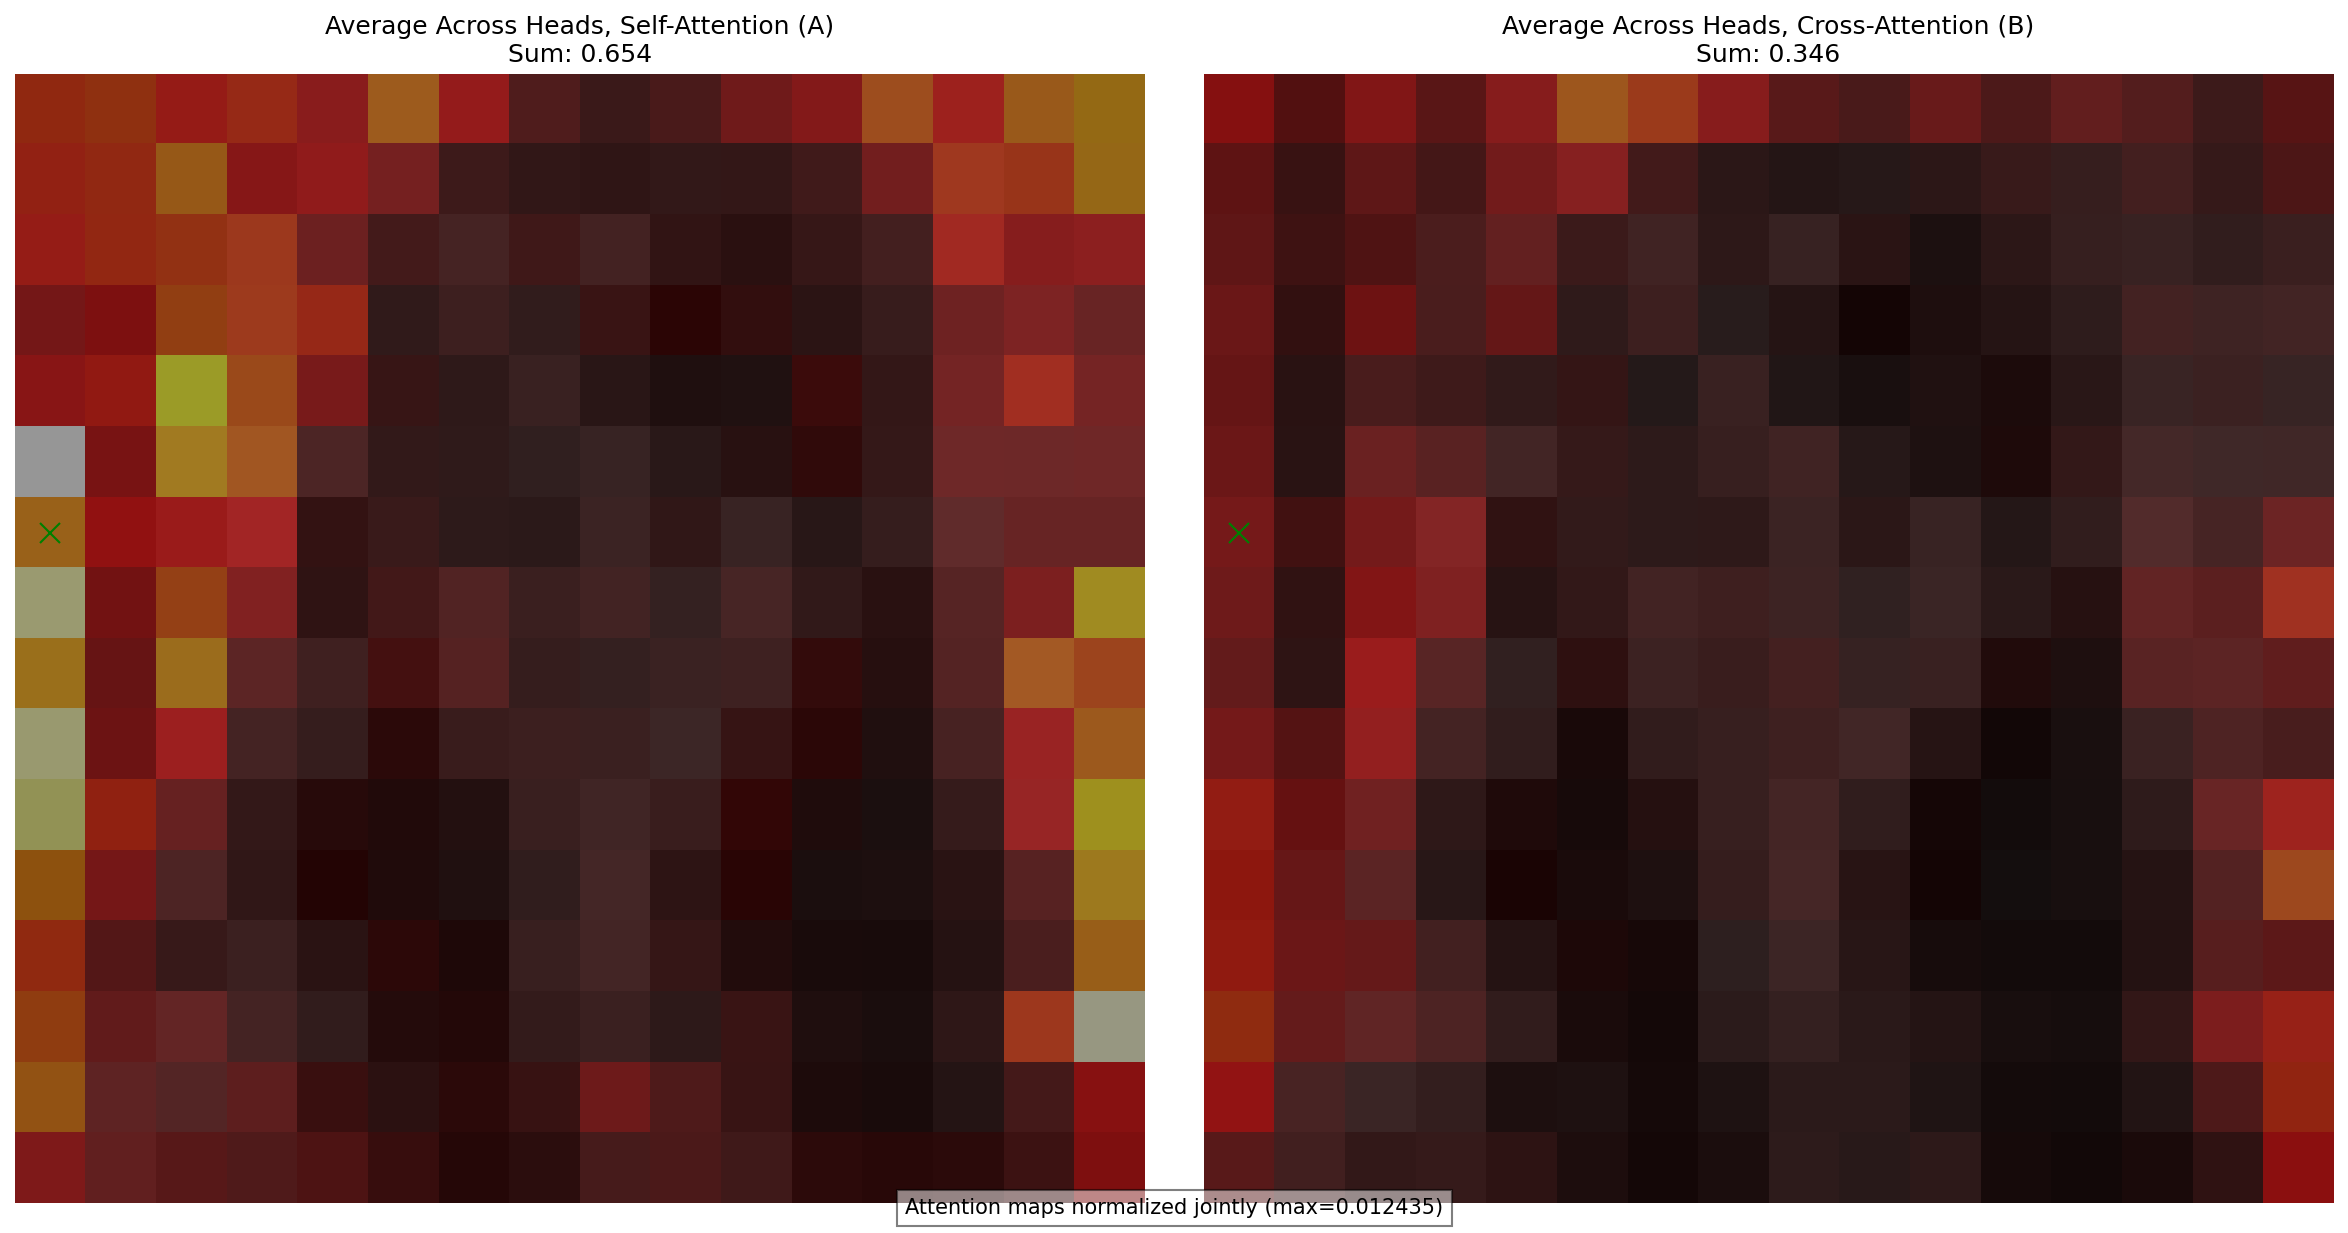 Average Across Heads, Self-Attention (A)
Sum: 0.654
Average Across Heads, Cross-Attention (B)
Sum: 0.346
Attention maps normalized jointly (max=0.012435)